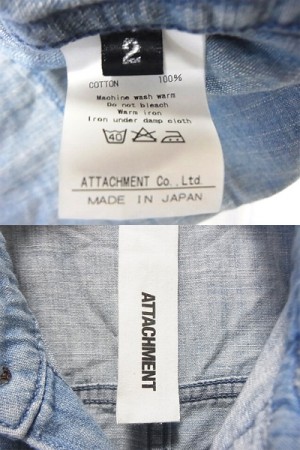 2
COTTON 100%
Machine wash warm
Do not bleach
Warm iron
Iron under damp cloth
40
ATTACHMENT Co.,Ltd.
MADE IN JAPAN
ATTACHMENT